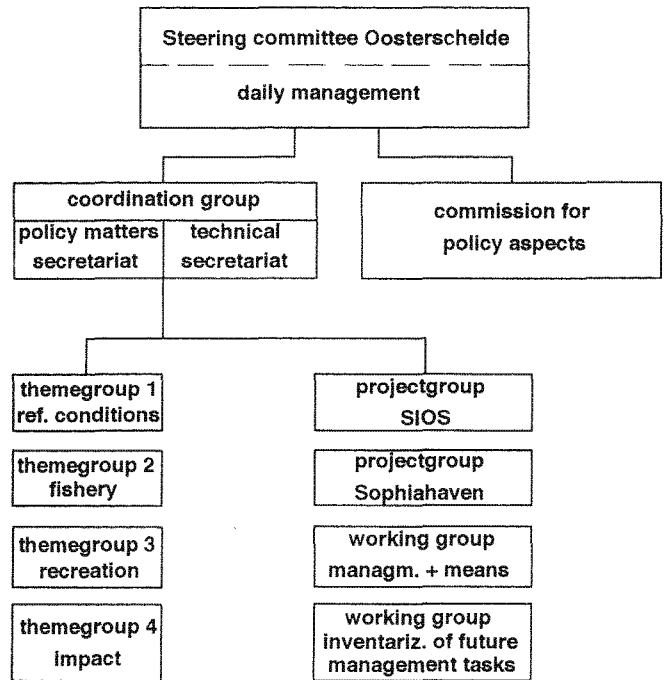 Steering committee Oosterschelde
daily management
coordination group
policy matters
secretariat
technical
secretariat
commission for
policy aspects
themegroup 1
ref. conditions
themegroup 2
fishery
themegroup 3
recreation
themegroup 4
impact
projectgroup
SIOS
projectgroup
Sophiahaven
working group
managm. + means
working group
inventariz. of future
management tasks